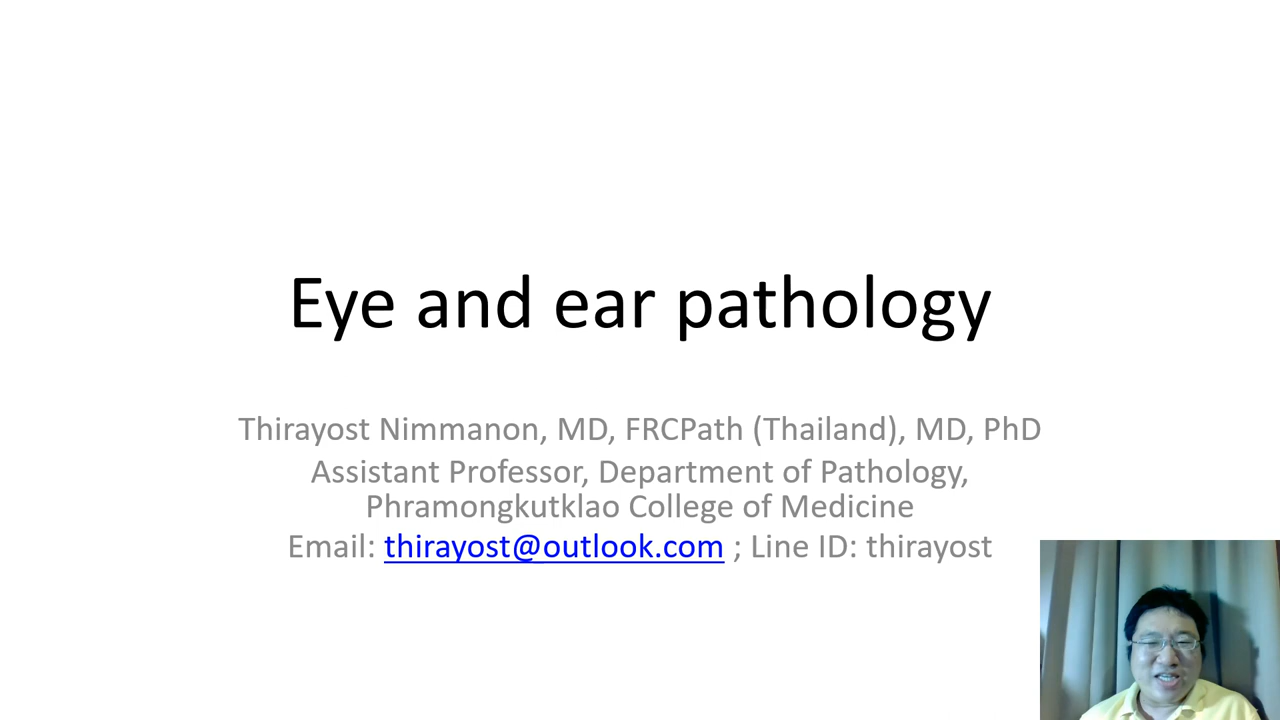 Eye and ear pathology
Thirayost Nimmanon, MD, FRCPath (Thailand), MD, PhD
Assistant Professor, Department of Pathology,
Phramongkutklao College of Medicine
Email: thirayost@outlook.com ; Line ID: thirayost